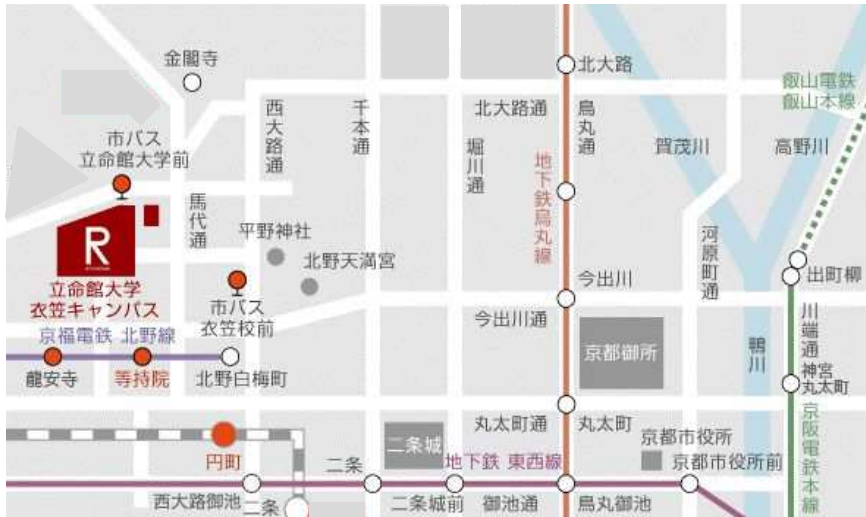 金閣寺
北大路
叡山電鉄
叡山本線
西大路通
千本通
北大路通
堀川通
烏丸通
地下鉄烏丸線
賀茂川
高野川
市バス
立命館大学前
馬代通
平野神社
北野天満宮
河原町通
R
立命館大学
衣笠キャンパス
市バス
衣笠校前
今出川
今出川通
出町柳
京福電鉄 北野線
京都御所
鴨川
川端通
龍安寺
等持院
北野白梅町
神宮
丸太町
丸太町通
丸太町
京阪電鉄本線
円町
二条城
二条
地下鉄 東西線
京都市役所
京都市役所前
西大路御池
二条
二条城前
御池通
烏丸御池